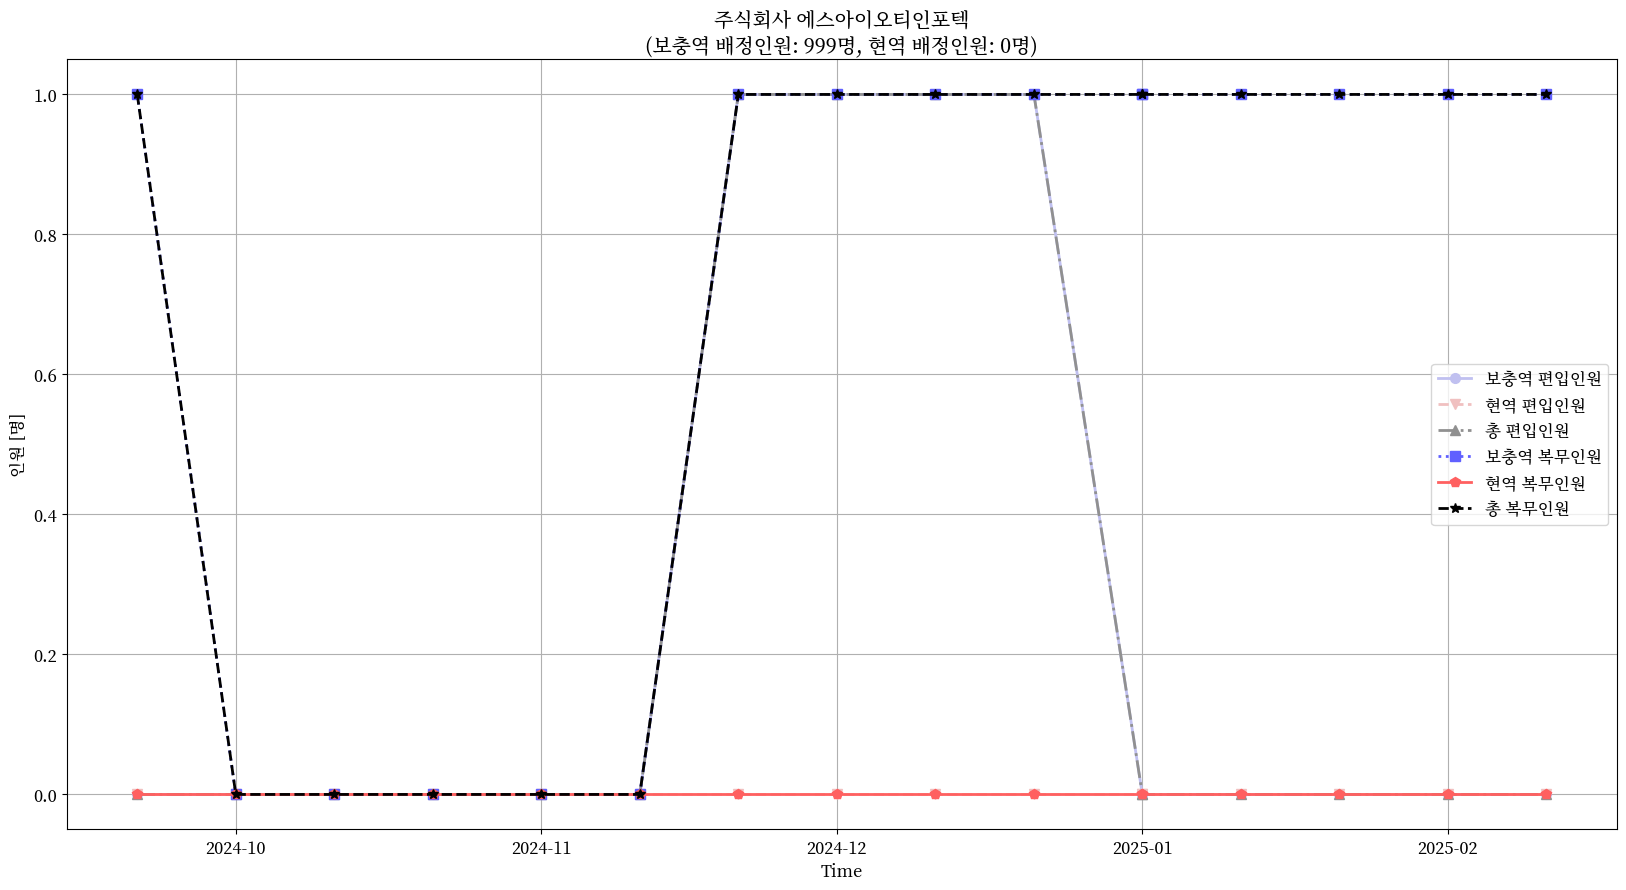 주식회사 에스아이오티인포텍
(보충역 배정인원: 999명, 현역 배정인원: 0명)
1.0
0.8
0.6
0.4
0.2
0.0
인원 [명]
보충역 편입인원
현역 편입인원
총 편입인원
보충역 복무인원
현역 복무인원
총 복무인원
2024-10
2024-11
2024-12
2025-01
2025-02
Time